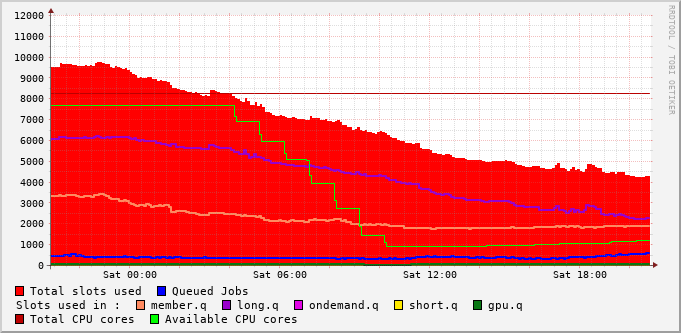 RRDTOOL / TOBI OETIKER
12000
11000
10000
9000
8000
7000
6000
5000
4000
3000
2000
1000
0
Sat 00:00 Sat 06:00 Sat 12:00 Sat 18:00
Total slots used Queued Jobs
Slots used in : member.q long.q ondemand.q short.q gpu.q
Total CPU cores Available CPU cores